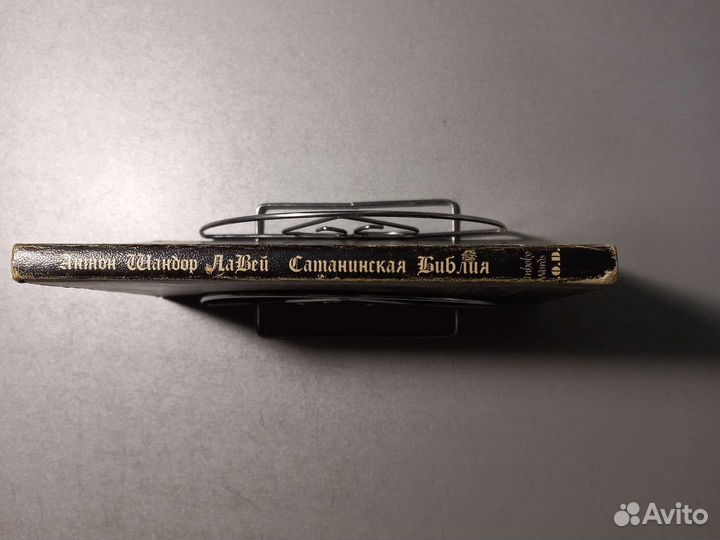 Антон Шандор ЛаВей Сатанинская Библия
Unholy
Words
O.D.
Avito